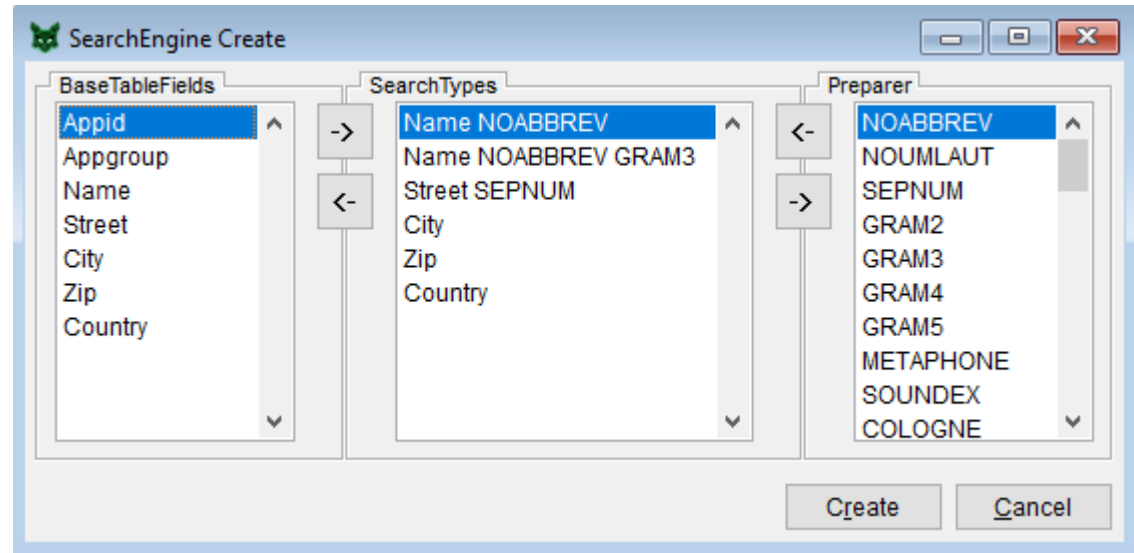 SearchEngine Create
BaseTableFields
Appid
Appgroup
Name
Street
City
Zip
Country
->
<-
SearchTypes
Name NOABBREV
Name NOABBREV GRAM3
Street SEPNUM
City
Zip
Country
<-
->
Preparer
NOABBREV
NOUMLAUT
SEPNUM
GRAM2
GRAM3
GRAM4
GRAM5
METAPHONE
SOUNDEX
COLOGNE
Create
Cancel